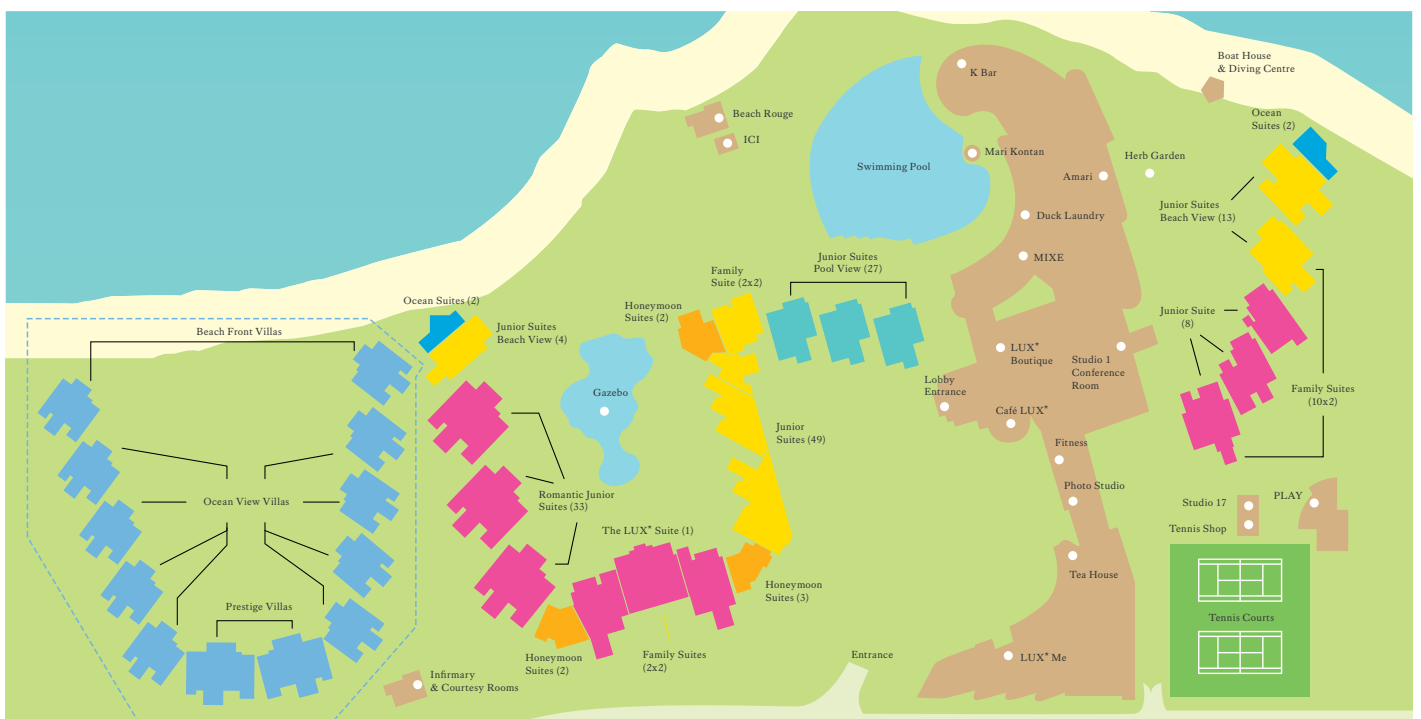 Boat House
& Diving Centre
K Bar
Beach Rouge
ICI
Ocean
Suites (2)
Mari Kontan
Herb Garden
Swimming Pool
Amari
Junior Suites
Beach View (13)
Duck Laundry
MIXE
Junior Suites
Pool View (27)
Family
Suite (2x2)
Honeymoon
Suites (2)
Ocean Suites (2)
Junior Suites
Beach View (4)
Beach Front Villas
Junior Suite
(8)
LUX*
Boutique
Studio 1
Conference
Room
Lobby
Entrance
Gazebo
Café LUX*
Family Suites
(10x2)
Junior
Suites (49)
Fitness
Photo Studio
Ocean View Villas
Romantic Junior
Suites (33)
The LUX* Suite (1)
Studio 17
PLAY
Tennis Shop
Tea House
Honeymoon
Suites (3)
Prestige Villas
Tennis Courts
Honeymoon
Suites (2)
Family Suites
(2x2)
Entrance
LUX* Me
Infirmary
& Courtesy Rooms